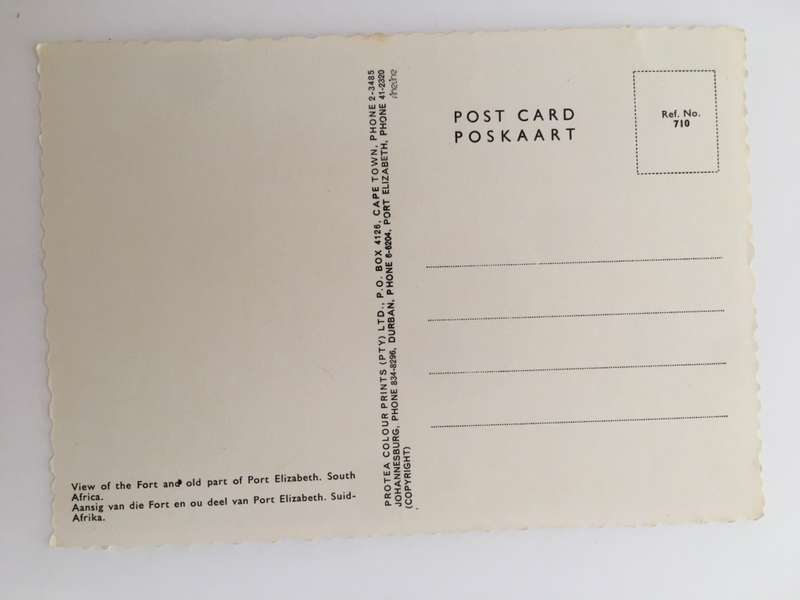 View of the Fort and old part of Port Elizabeth. South
Africa.
Aansig van die Fort en ou deel van Port Elizabeth. Suid-
Afrika.
PROTEA COLOUR PRINTS (PTY) LTD., P.O. BOX 4126, CAPE TOWN, PHONE 2-3485
JOHANNESBURG, PHONE 834-8296, DURBAN, PHONE 6-6204, PORT ELIZABETH, PHONE 41-2320
(COPYRIGHT)
POST CARD
POSKAART
Ref. No.
710